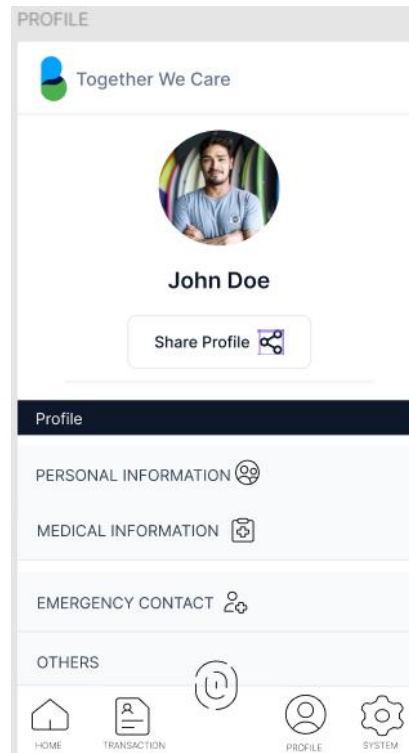 PROFILE
Together We Care
John Doe
Share Profile
Profile
PERSONAL INFORMATION
MEDICAL INFORMATION
EMERGENCY CONTACT
OTHERS
HOME TRANSACTION PROFILE SYSTEM